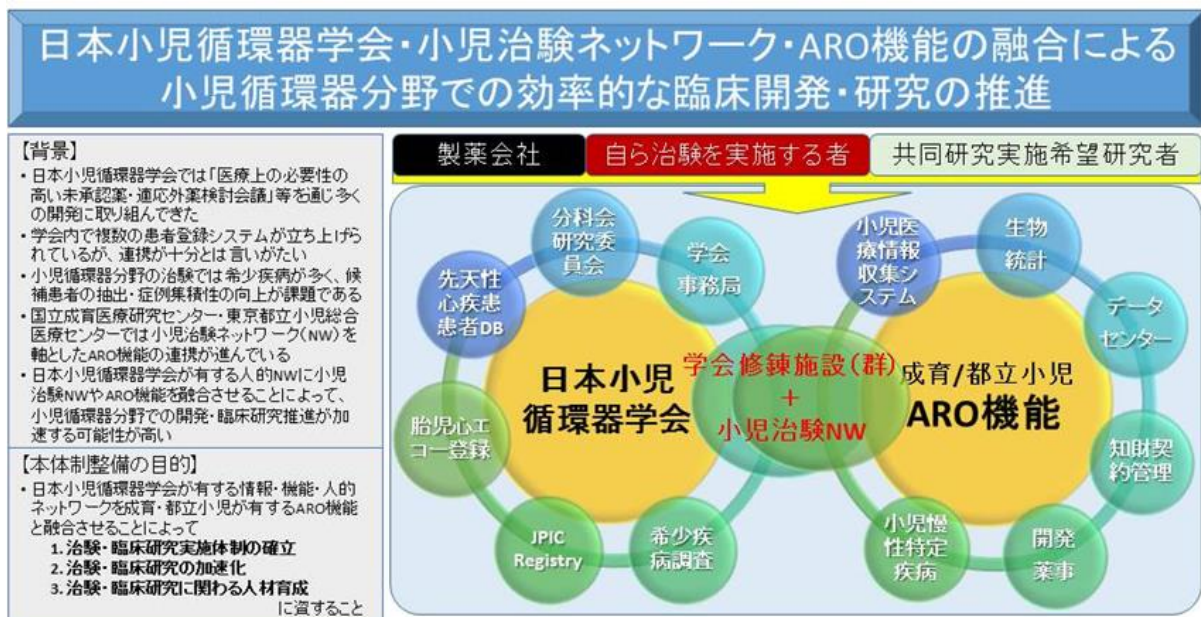 日本小児循環器学会・小児治験ネットワーク・ARO機能の融合による
小児循環器分野での効率的な臨床開発・研究の推進
【背景】
・日本小児循環器学会では「医療上の必要性の
高い未承認薬・適応外薬検討会議」等を通じ多く
の開発に取り組んできた
・学会内で複数の患者登録システムが立ち上げら
れているが、連携が十分とは言いがたい
・小児循環器分野の治験では希少疾病が多く、候
補患者の抽出・症例集積性の向上が課題である
・国立成育医療研究センター・東京都立小児総合
医療センターでは小児治験ネットワーク(NW)を
軸としたARO機能の連携が進んでいる
・日本小児循環器学会が有する人的NWに小児
治験NWやARO機能を融合させることによって、
小児循環器分野での開発・臨床研究推進が加
速する可能性が高い
【本体制整備の目的】
・日本小児循環器学会が有する情報・機能・人的
ネットワークを成育・都立小児が有するARO機能
と融合させることによって
1. 治験・臨床研究実施体制の確立
2. 治験・臨床研究の加速化
3. 治験・臨床研究に関わる人材育成
に資すること
製薬会社
自ら治験を実施する者
共同研究実施希望研究者
分科会
研究委
員会
学会
事務局
先天性
心疾患
患者DB
胎児心エ
コー登録
JPIC
Registry
希少疾
病調査
日本小児
循環器学会
学会修錬施設(群)
+
小児治験NW
成育/都立小児
ARO機能
小児医
療情報
収集シ
ステム
生物
統計
データ
センター
知財契
約管理
開発
薬事
小児慢
性特定
疾病